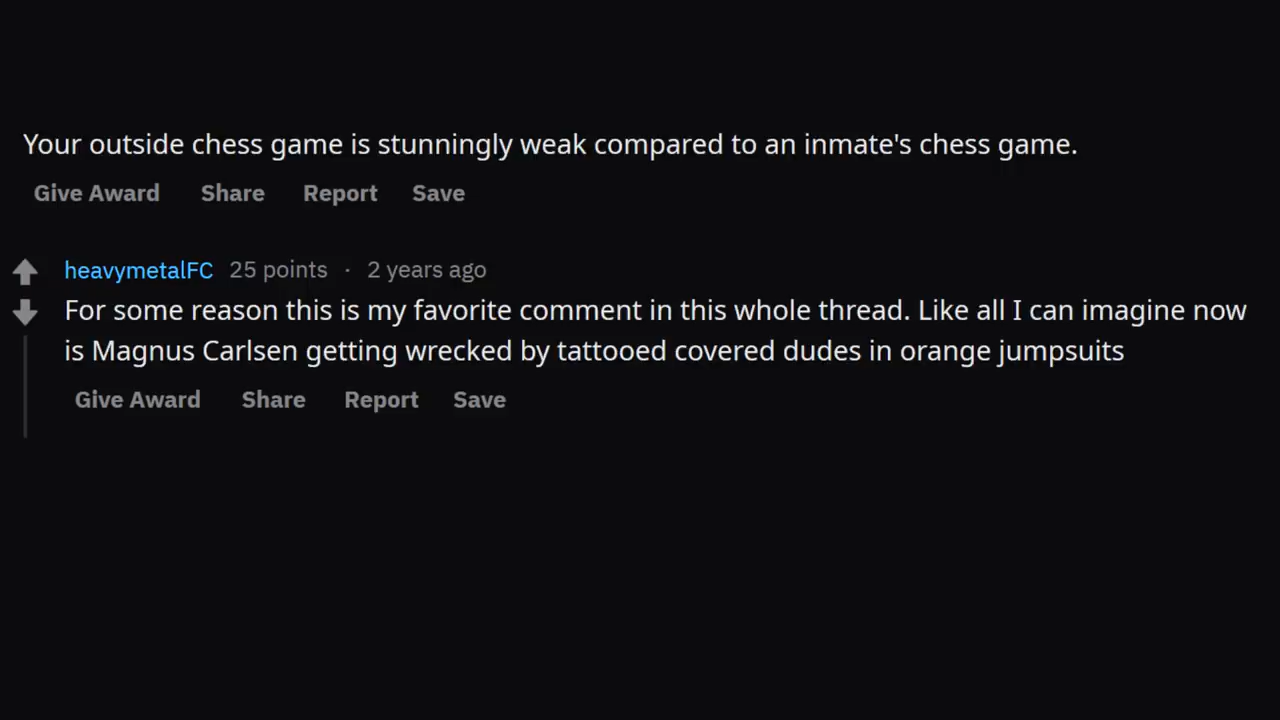 Your outside chess game is stunningly weak compared to an inmate's chess game.
Give Award Share Report Save
heavymetalFC 25 points · 2 years ago
For some reason this is my favorite comment in this whole thread. Like all I can imagine now
is Magnus Carlsen getting wrecked by tattooed covered dudes in orange jumpsuits
Give Award Share Report Save